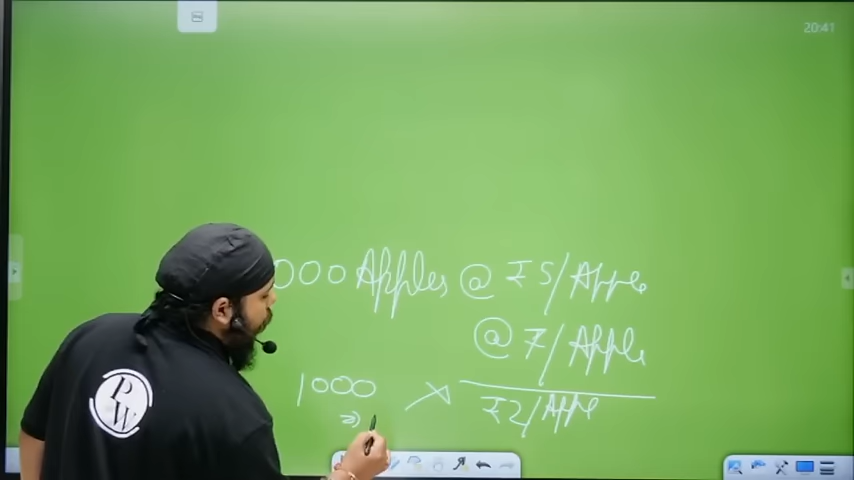 20:41
000 Apples @ ₹5/Apple
@ 7/Apple
1000 × ₹2/Apple
⇒
PW